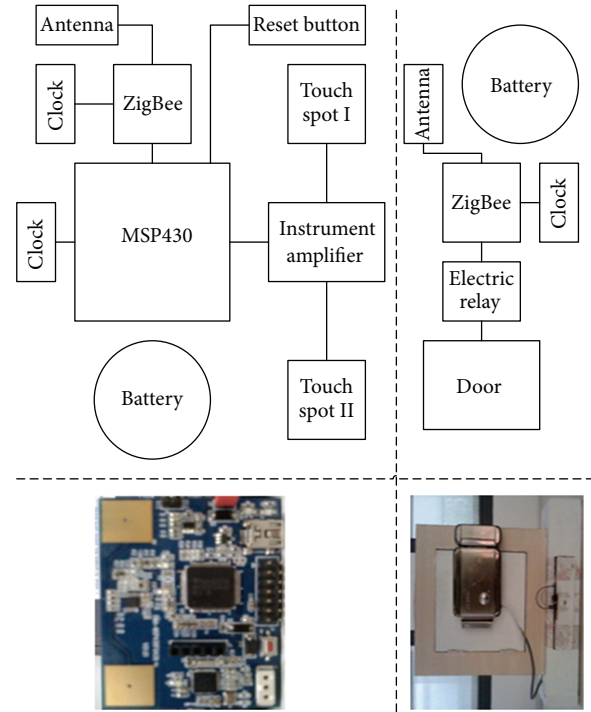 Antenna
Reset button
Clock
ZigBee
Touch
spot I
Clock
MSP430
Instrument
amplifier
Battery
Touch
spot II
Antenna
Battery
ZigBee
Clock
Electric
relay
Door